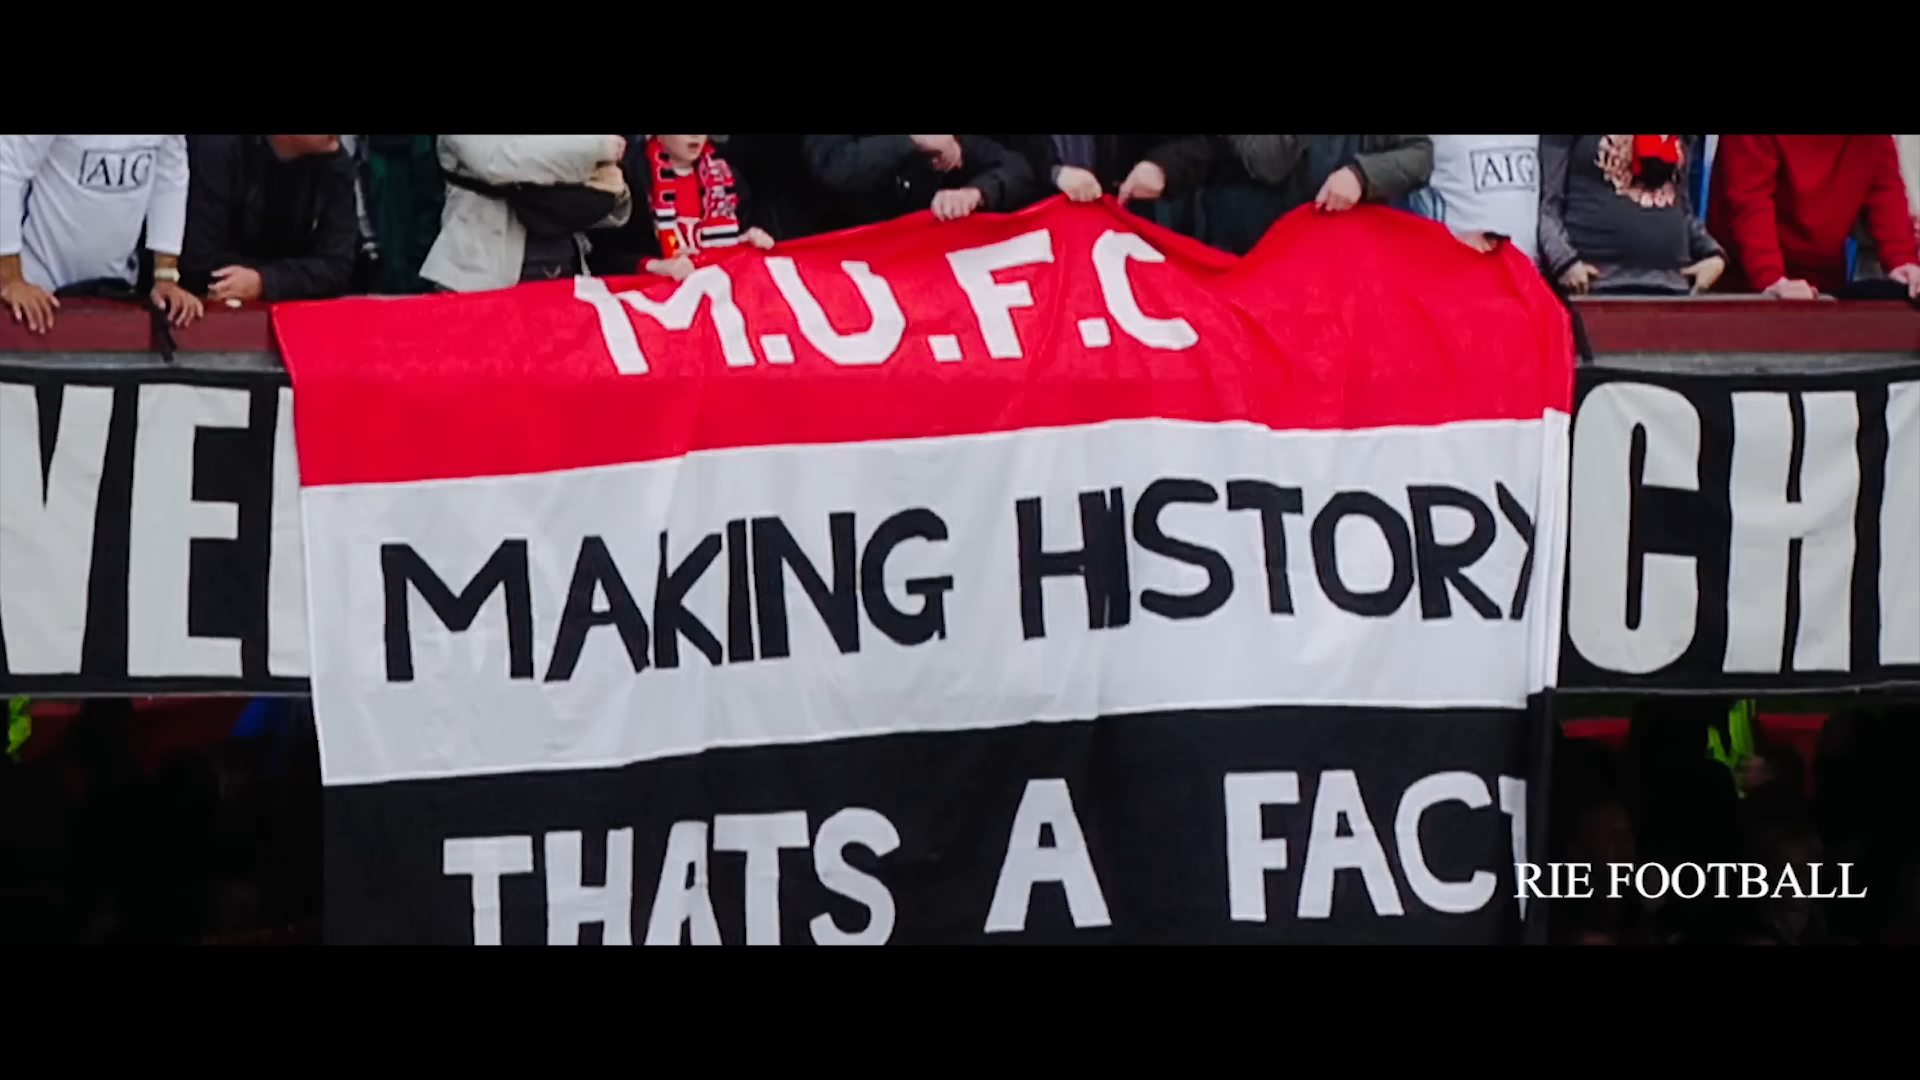 AIG
AIG
M.U.F.C
MAKING HISTORY
THATS A FACT
RIE FOOTBALL